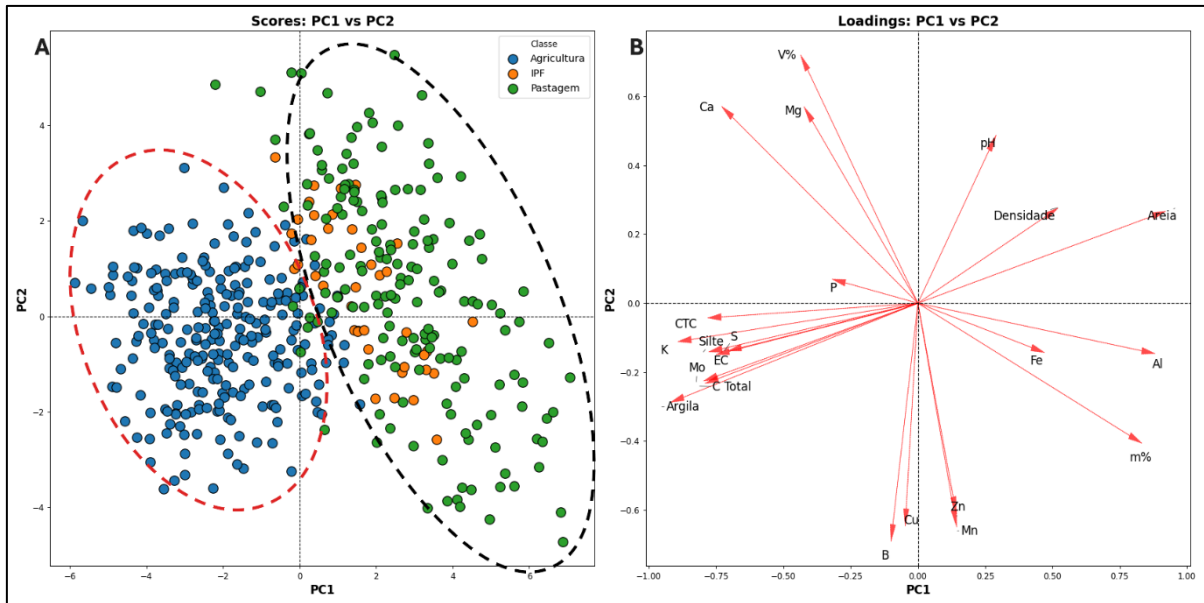 Scores: PC1 vs PC2
A
Classe
Agricultura
IPF
Pastagem
4
2
0
−2
−4
PC2
−6
−4
−2
0
2
4
6
PC1
Loadings: PC1 vs PC2
B
V%
Ca
Mg
pH
Densidade
Areia
P
CTC
Silte
S
K
EC
Fe
Al
Mo
C Total
Argila
m%
Zn
Cu
Mn
B
0.6
0.4
0.2
0.0
−0.2
−0.4
−0.6
PC2
−1.00
−0.75
−0.50
−0.25
0.00
0.25
0.50
0.75
1.00
PC1